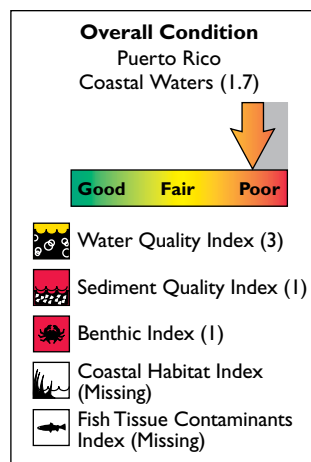 Overall Condition
Puerto Rico
Coastal Waters (1.7)
Good Fair Poor
Water Quality Index (3)
Sediment Quality Index (1)
Benthic Index (1)
Coastal Habitat Index
(Missing)
Fish Tissue Contaminants
Index (Missing)